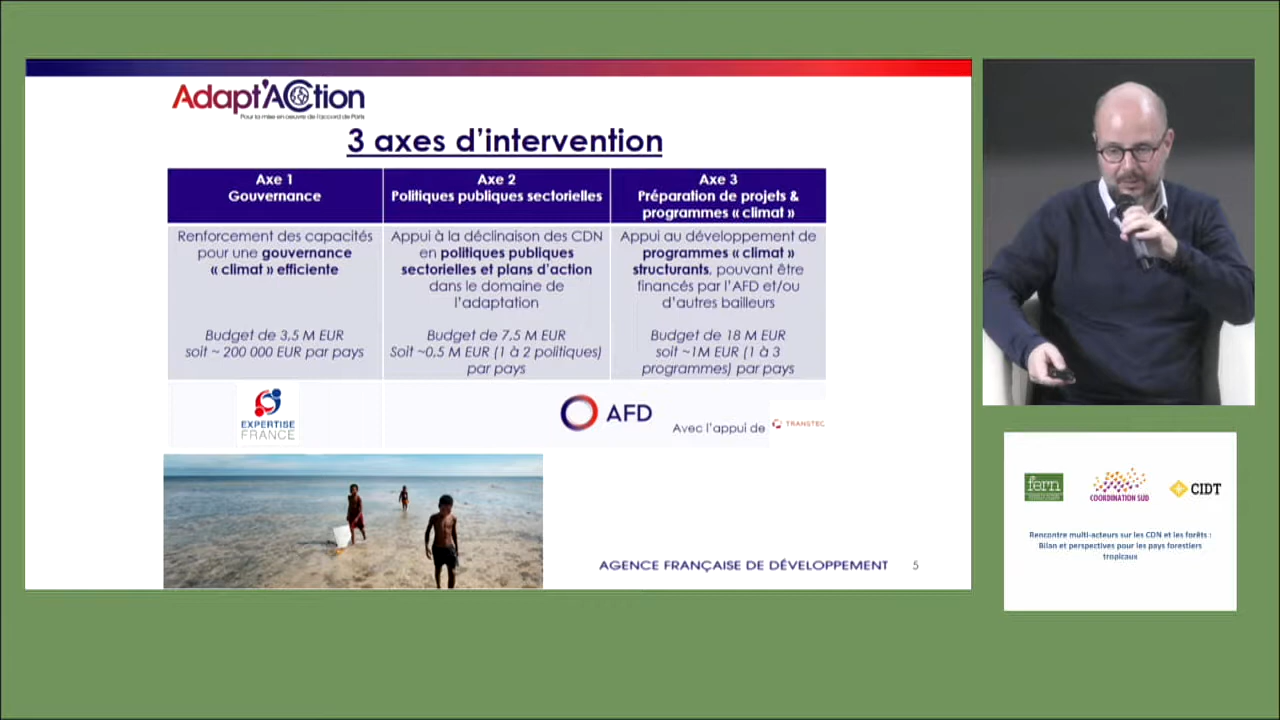 Adapt'Action
Pour la mise en oeuvre de l'accord de Paris
3 axes d'intervention
Axe 1
Gouvernance
Axe 2
Politiques publiques sectorielles
Axe 3
Préparation de projets &
programmes « climat »
Renforcement des capacités
pour une gouvernance
« climat » efficiente
Budget de 3,5 M EUR
soit ~ 200 000 EUR par pays
Appui à la déclinaison des CDN
en politiques publiques
sectorielles et plans d'action
dans le domaine de
l'adaptation
Budget de 7,5 M EUR
Soit ~0,5 M EUR (1 à 2 politiques)
par pays
Appui au développement de
programmes « climat »
structurants, pouvant être
financés par l'AFD et/ou
d'autres bailleurs
Budget de 18 M EUR
soit ~1M EUR (1 à 3
programmes) par pays
EXPERTISE
FRANCE
AFD
Avec l'appui de
TRANSTEC
AGENCE FRANÇAISE DE DÉVELOPPEMENT 5
fern
COORDINATION SUD
CIDT
Rencontre multi-acteurs sur les CDN et les forêts :
Bilan et perspectives pour les pays forestiers
tropicaux